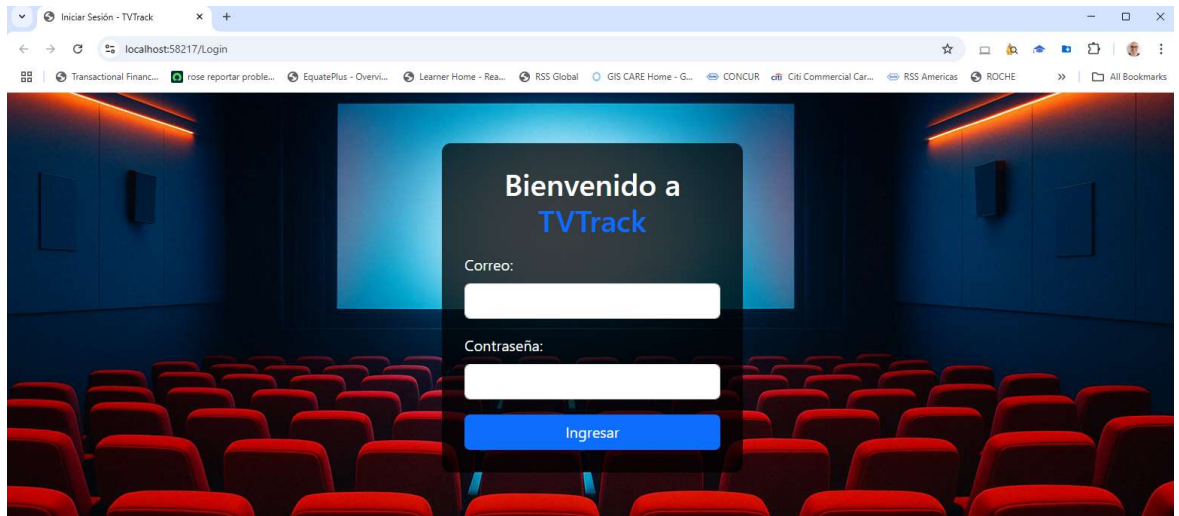 Iniciar Sesión - TVTrack
localhost:58217/Login
Transactional Financ... rose reportar proble... EquatePlus - Overvi... Learner Home - Rea... RSS Global GIS CARE Home - G... CONCUR citi Citi Commercial Car... RSS Americas ROCHE All Bookmarks
Bienvenido a
TVTrack
Correo:
Contraseña:
Ingresar